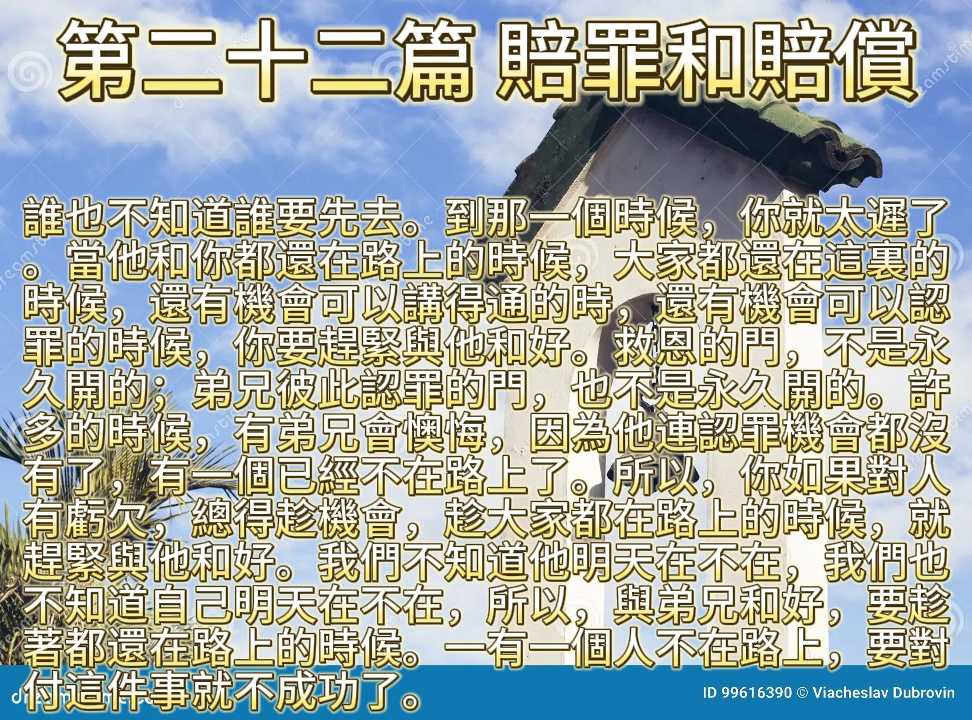 第二十二篇 賠罪和賠償
誰也不知道誰要先去。到那一個時候，你就太遲了
。當他和你都還在路上的時候，大家都還在這裏的
時候，還有機會可以講得通的時，還有機會可以認
罪的時候，你要趕緊與他和好。救恩的門，不是永
久開的；弟兄彼此認罪的門，也不是永久開的。許
多的時候，有弟兄會懊悔，因為他連認罪機會都沒
有了，有一個已經不在路上了。所以，你如果對人
有虧欠，總得趁機會，趁大家都在路上的時候，就
趕緊與他和好。我們不知道他明天在不在，我們也
不知道自己明天在不在，所以，與弟兄和好，要趁
著都還在路上的時候。一有一個人不在路上，要對
付這件事就不成功了。
ID 99616390 © Viacheslav Dubrovin